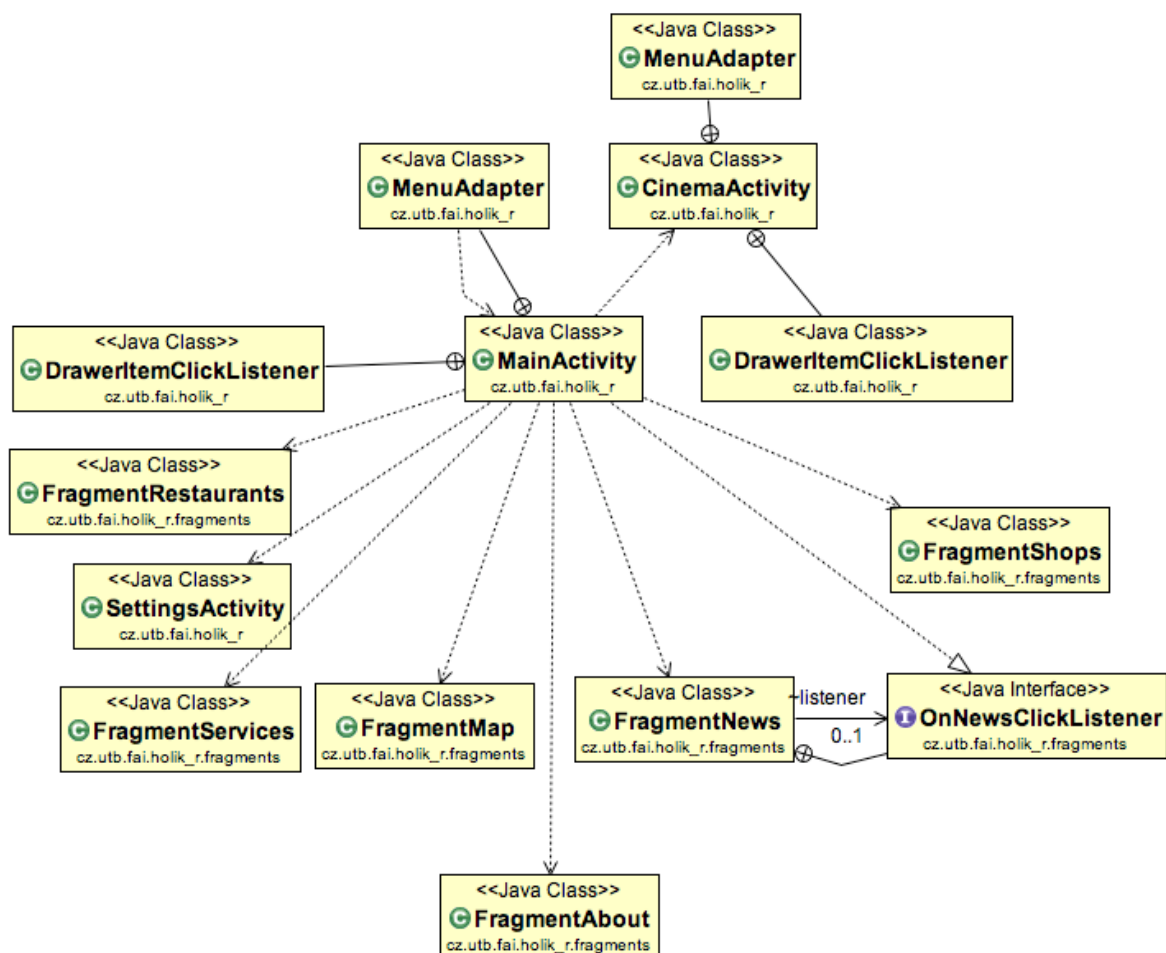 <<Java Class>>
MenuAdapter
cz.utb.fai.holik_r
<<Java Class>>
CinemaActivity
cz.utb.fai.holik_r
<<Java Class>>
MenuAdapter
cz.utb.fai.holik_r
<<Java Class>>
MainActivity
cz.utb.fai.holik_r
<<Java Class>>
DrawerItemClickListener
cz.utb.fai.holik_r
<<Java Class>>
DrawerItemClickListener
cz.utb.fai.holik_r
<<Java Class>>
FragmentRestaurants
cz.utb.fai.holik_r.fragments
<<Java Class>>
FragmentShops
cz.utb.fai.holik_r.fragments
<<Java Class>>
SettingsActivity
cz.utb.fai.holik_r
<<Java Class>>
FragmentServices
cz.utb.fai.holik_r.fragments
<<Java Class>>
FragmentMap
cz.utb.fai.holik_r.fragments
<<Java Class>>
FragmentNews
cz.utb.fai.holik_r.fragments
~listener
0..1
<<Java Interface>>
OnNewsClickListener
cz.utb.fai.holik_r.fragments
<<Java Class>>
FragmentAbout
cz.utb.fai.holik_r.fragments